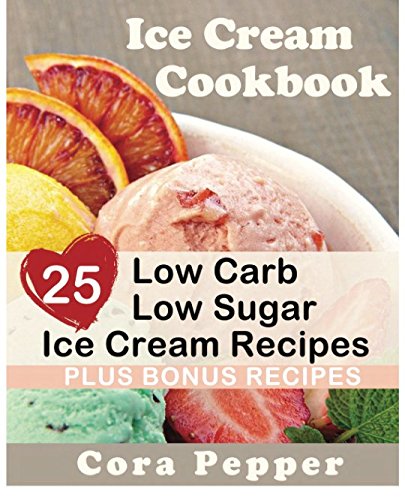 Ice Cream
Cookbook
25
Low Carb
Low Sugar
Ice Cream Recipes
PLUS BONUS RECIPES
Cora Pepper